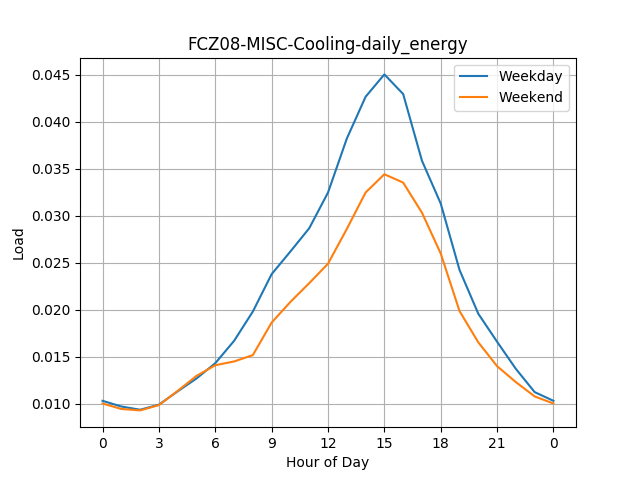 FCZ08-MISC-Cooling-daily_energy
Weekday
Weekend
0.045
0.040
0.035
0.030
0.025
0.020
0.015
0.010
Load
0 3 6 9 12 15 18 21 0
Hour of Day